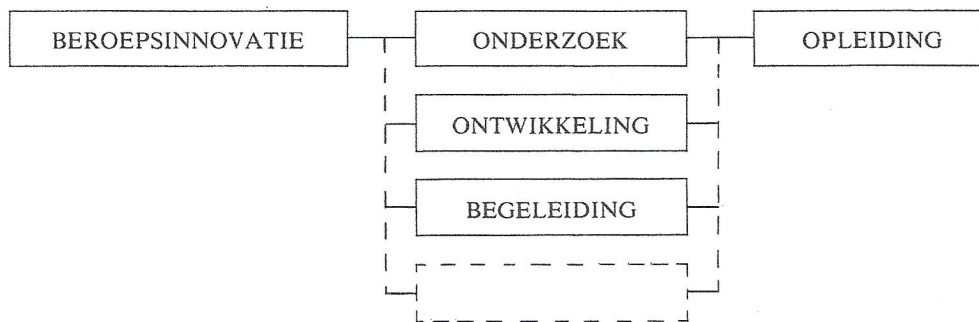 BEROEPSINNOVATIE ONDERZOEK OPLEIDING
ONTWIKKELING
BEGELEIDING